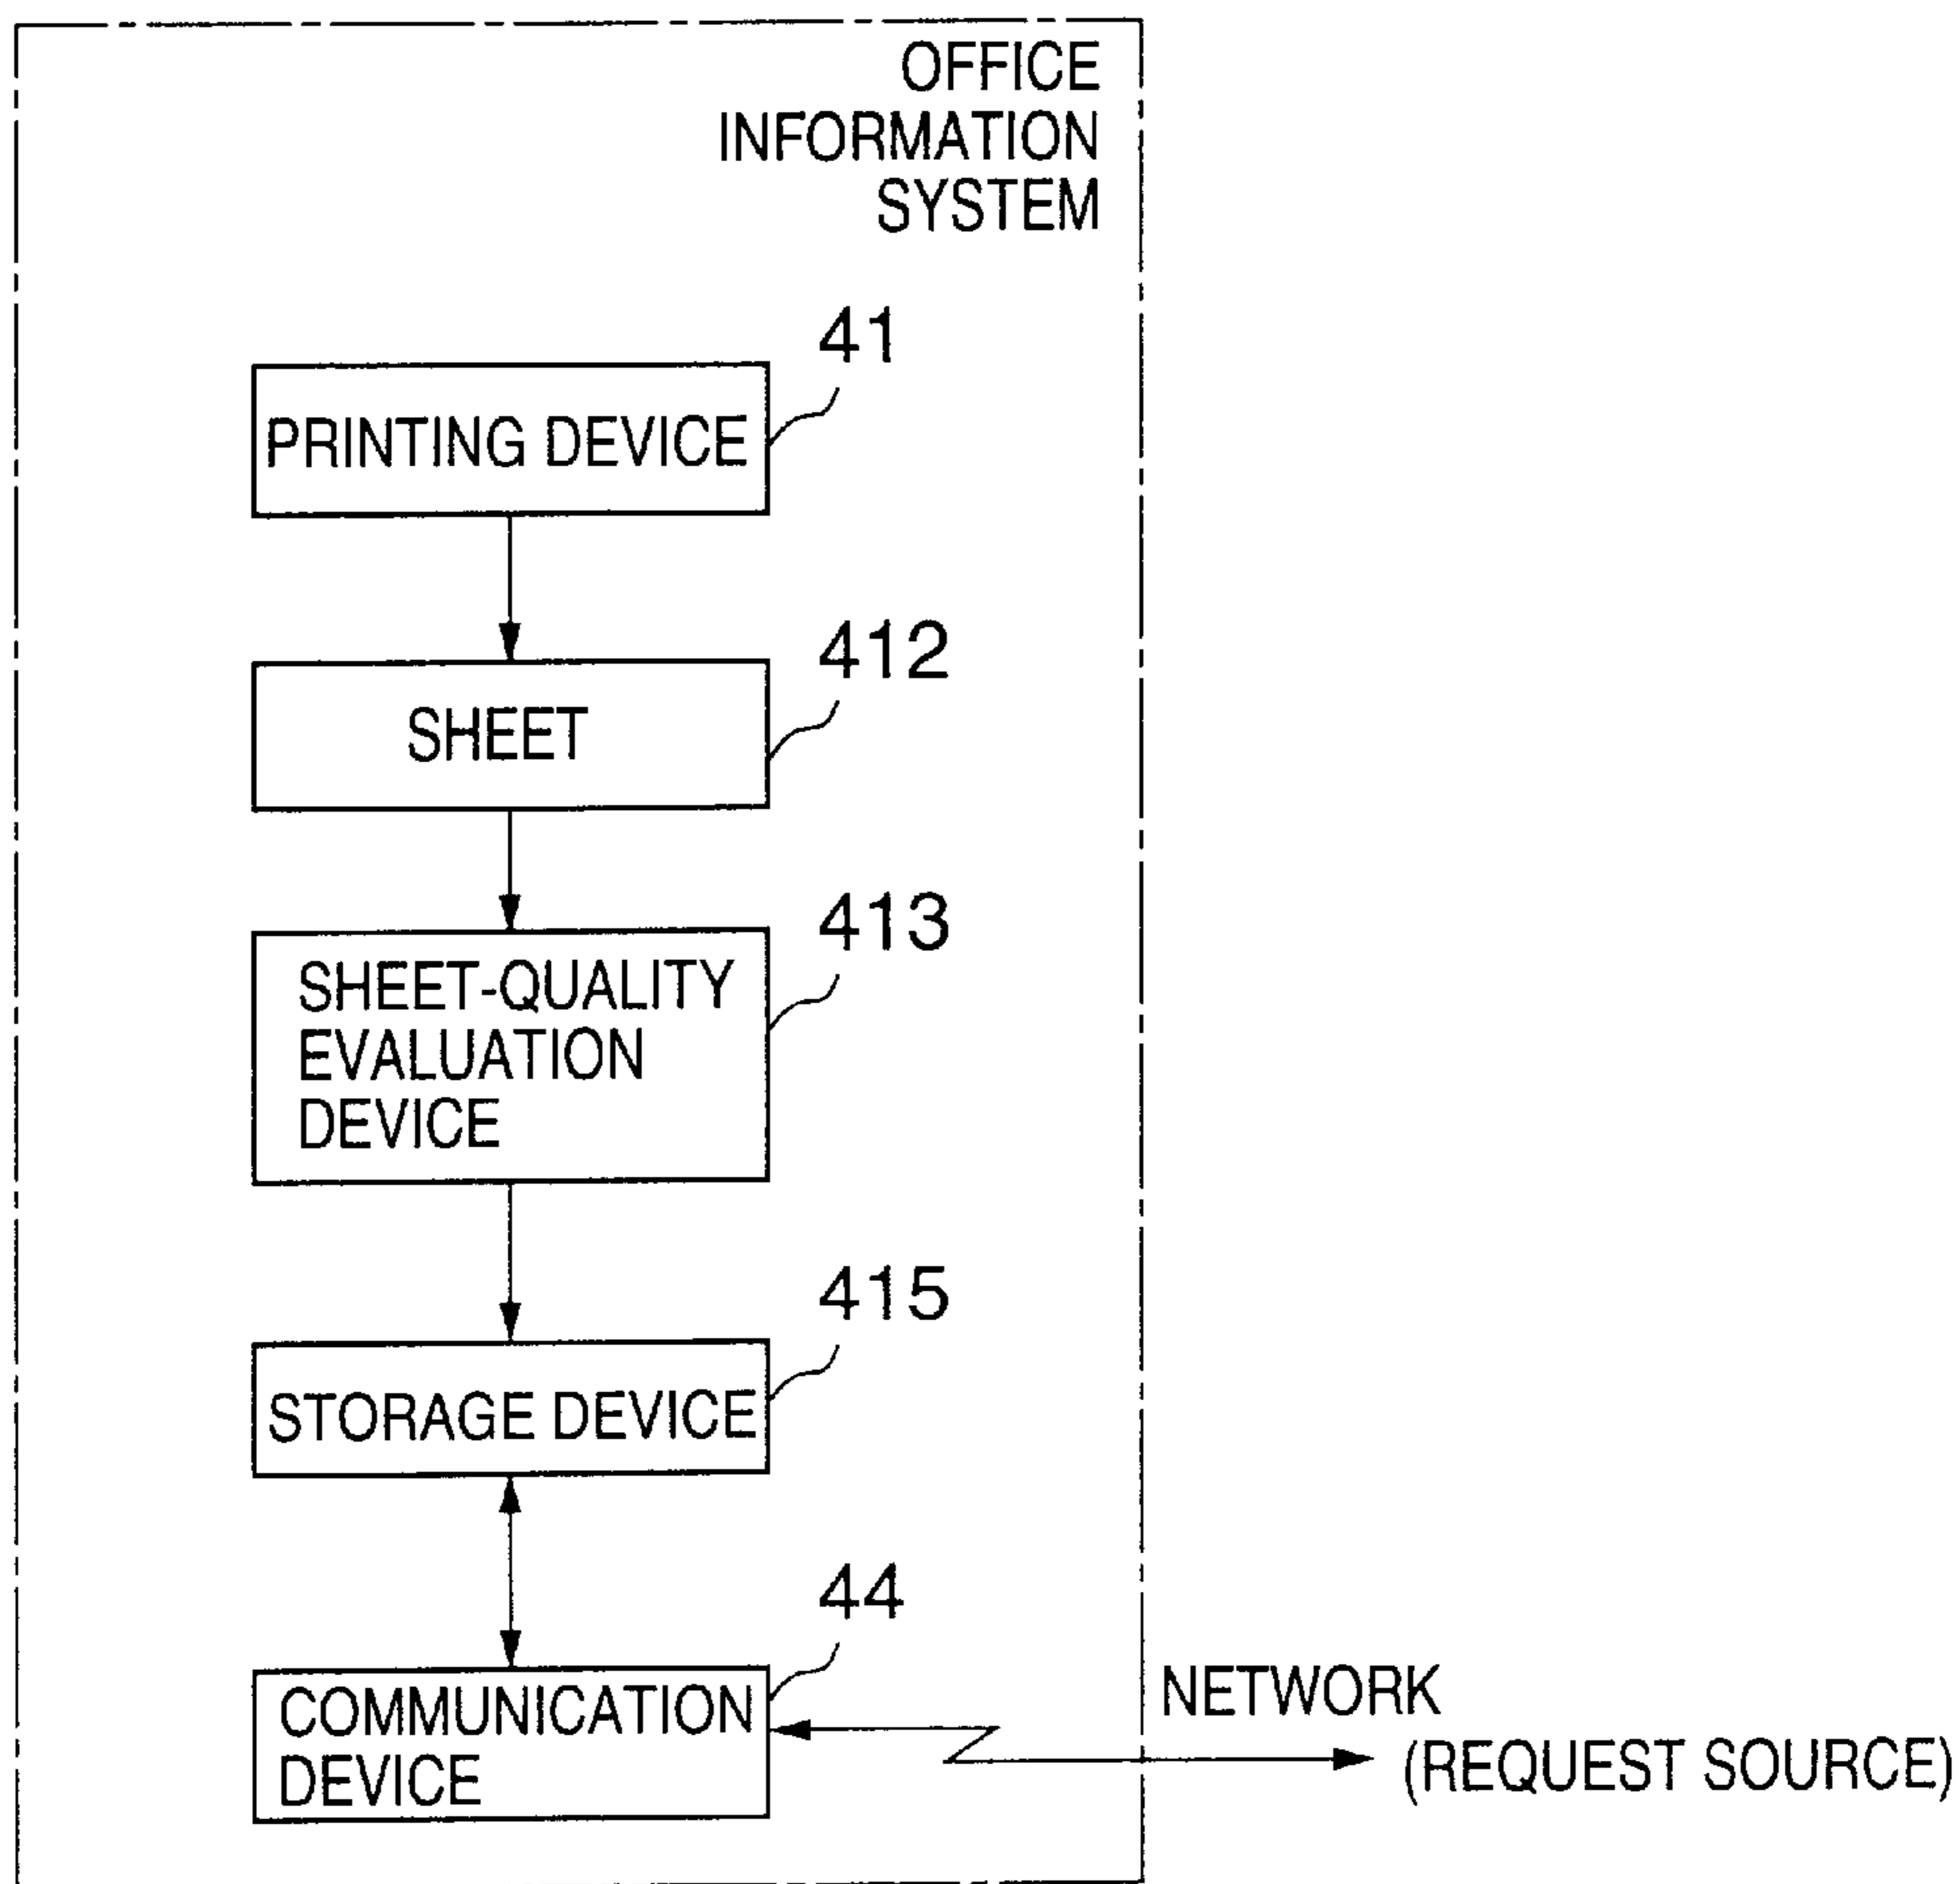 OFFICE
INFORMATION
SYSTEM
41
PRINTING DEVICE
412
SHEET
413
SHEET-QUALITY
EVALUATION
DEVICE
415
STORAGE DEVICE
44
COMMUNICATION
DEVICE
NETWORK
(REQUEST SOURCE)